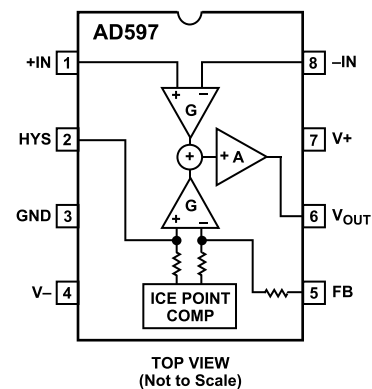 AD597
+IN 1
8 –IN
+ –
G
HYS 2
7 V+
+
+ A
G
GND 3
6 VOUT
+ –
V– 4
ICE POINT
COMP
5 FB
TOP VIEW
(Not to Scale)